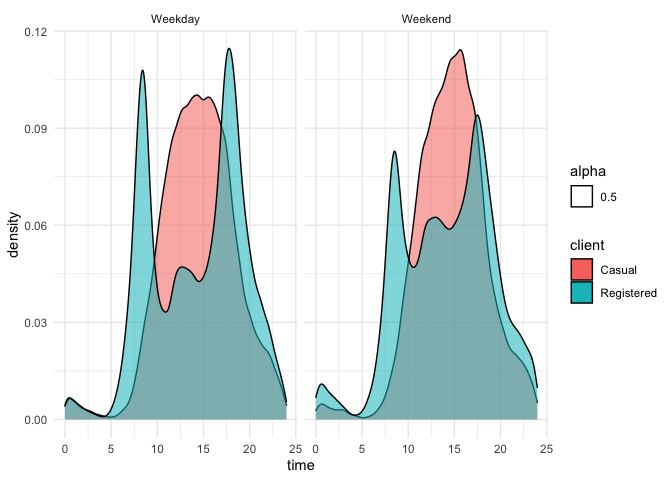 Weekday
Weekend
0.12
0.09
0.06
0.03
0.00
density
0 5 10 15 20 25
0 5 10 15 20 25
time
alpha
0.5
client
Casual
Registered